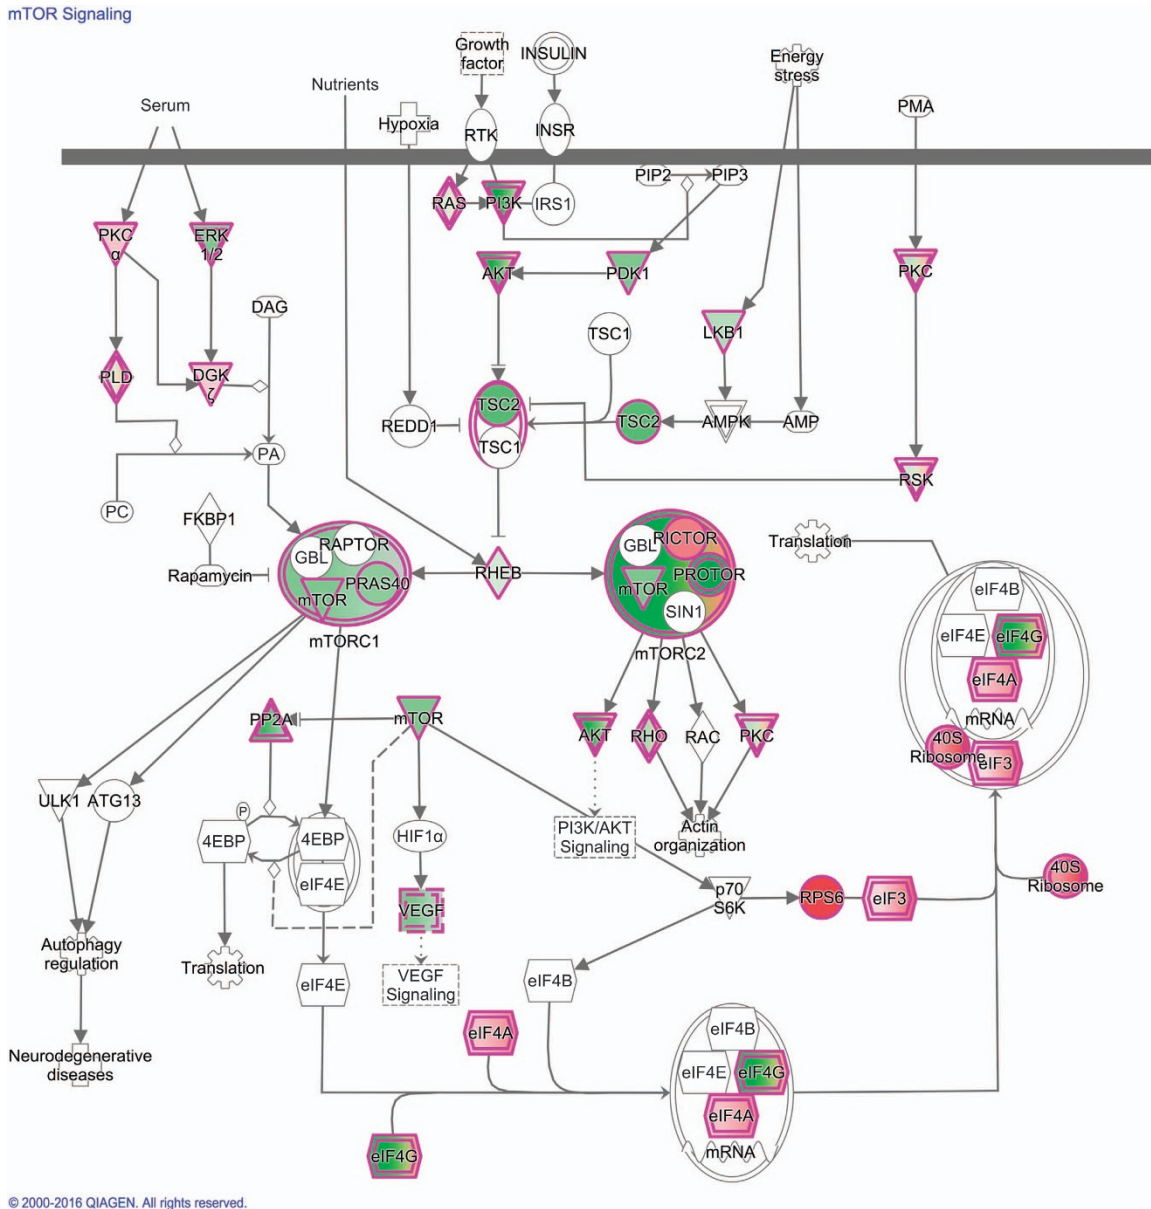 mTOR Signaling
Growth
factor
INSULIN
Energy
stress
Nutrients
Serum
Hypoxia
RTK
INSR
PMA
PIP2
PIP3
RAS
PI3K
IRS1
PKC
α
ERK
1/2
AKT
PDK1
PKC
DAG
TSC1
LKB1
PLD
DGK
ζ
TSC2
REDD1
TSC2
AMPK
AMP
TSC1
PA
RSK
PC
FKBP1
GBL
RAPTOR
GBL
RICTOR
Translation
Rapamycin
PRAS40
mTOR
RHEB
PROTOR
mTOR
SIN1
eIF4B
mTORC1
mTORC2
eIF4E
eIF4G
eIF4A
mRNA
PP2A
mTOR
AKT
RHO
RAC
PKC
40S
Ribosome
eIF3
ULK1
ATG13
P
4EBP
4EBP
HIF1α
PI3K/AKT
Signaling
Actin
organization
eIF4E
p70
S6K
RPS6
eIF3
40S
Ribosome
VEGF
Autophagy
regulation
Translation
eIF4E
VEGF
Signaling
eIF4B
eIF4A
eIF4B
Neurodegenerative
diseases
eIF4E
eIF4G
eIF4A
eIF4G
mRNA
© 2000-2016 QIAGEN. All rights reserved.